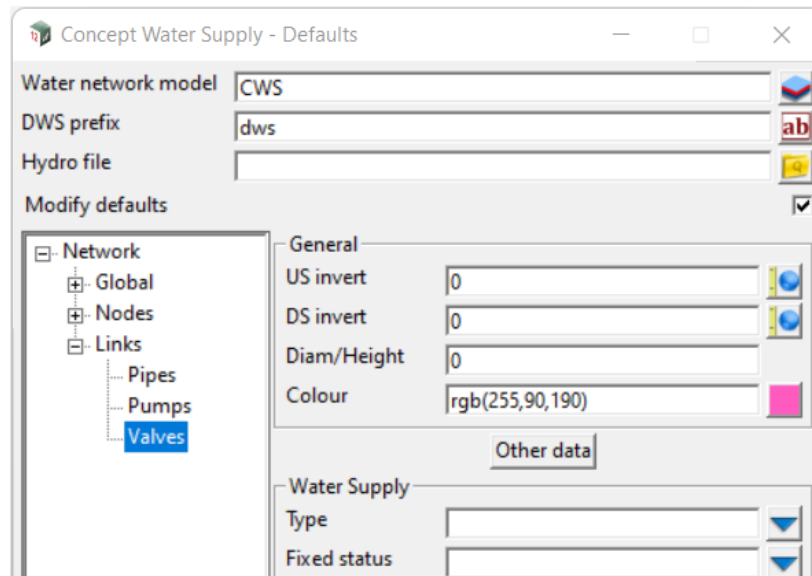 Concept Water Supply - Defaults
Water network model CWS
DWS prefix dws
ab
Hydro file
Modify defaults
Network
Global
Nodes
Links
Pipes
Pumps
Valves
General
US invert 0
DS invert 0
Diam/Height 0
Colour rgb(255,90,190)
Other data
Water Supply
Type
Fixed status